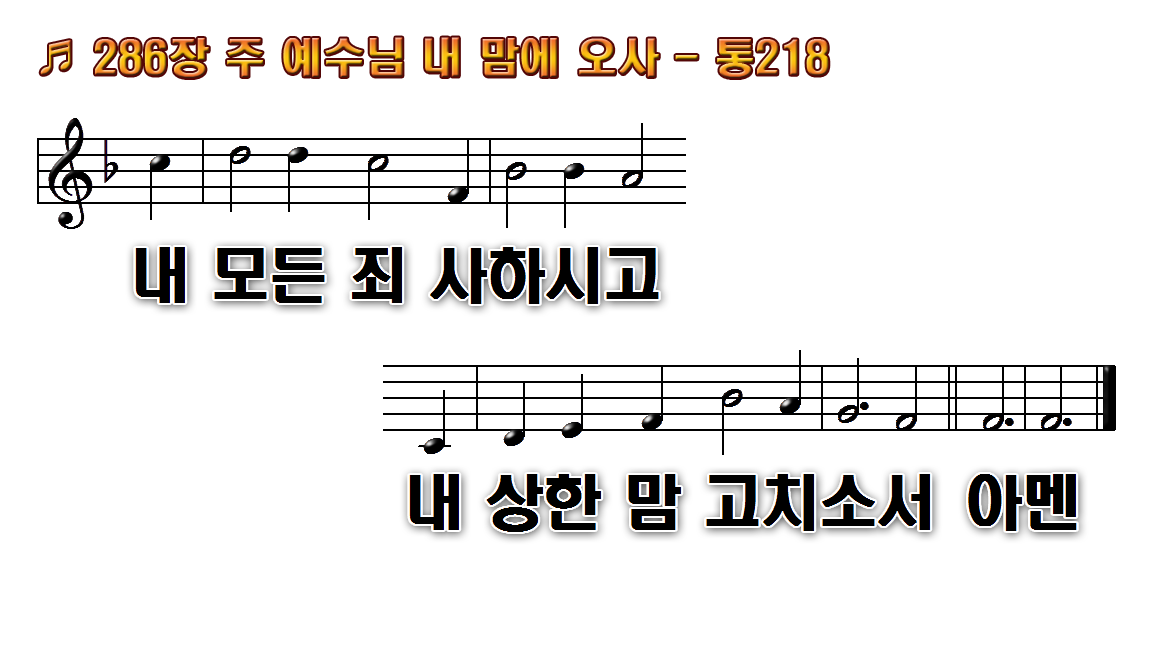 ♬ 286장 주 예수님 내 맘에 오사 - 통218
내 모든 죄 사하시고
내 상한 맘 고치소서 아멘